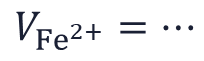 V_{Fe^{2+}} = ⋯